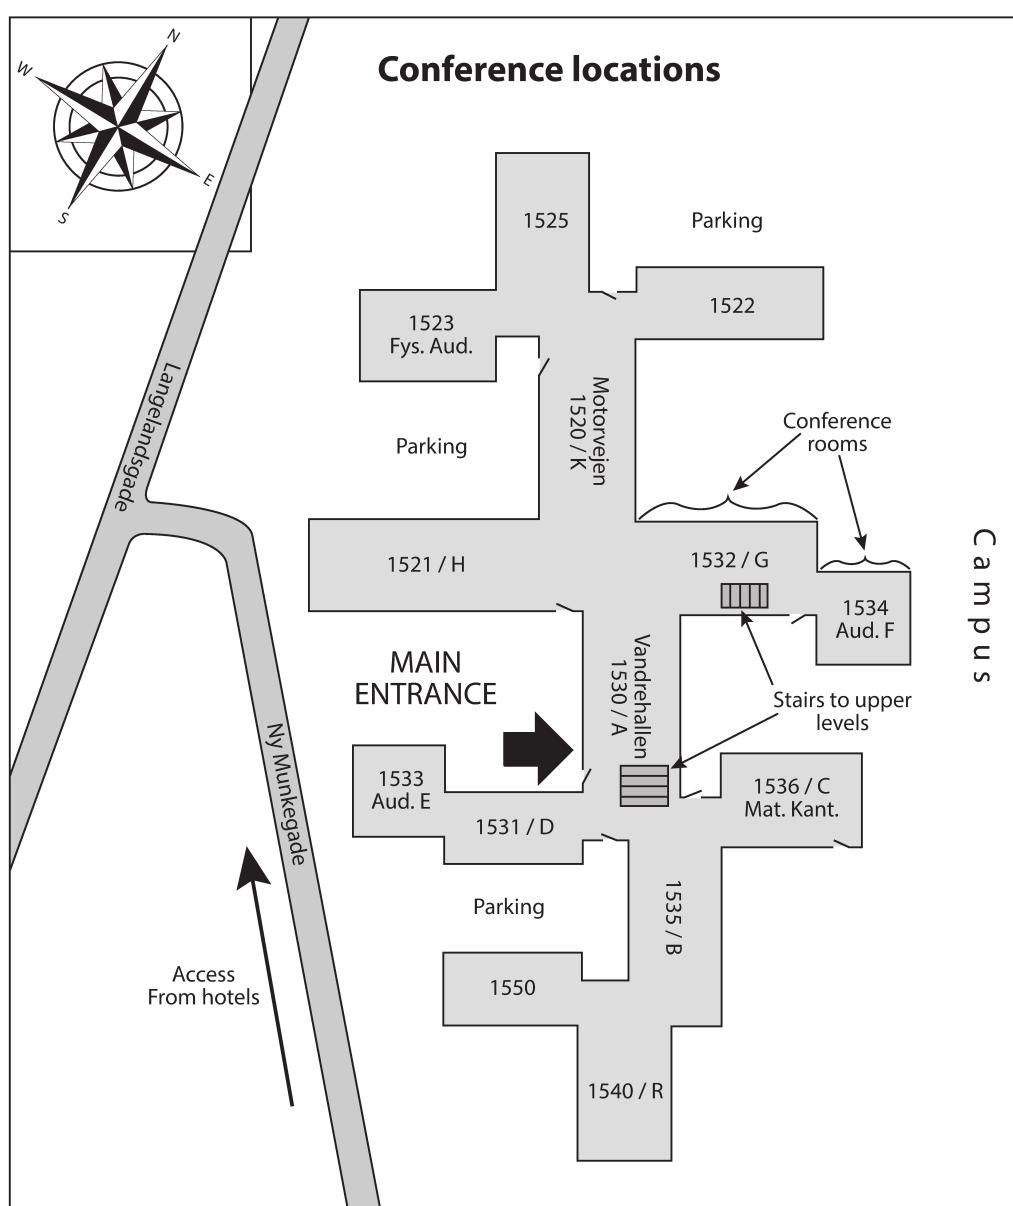 N
W
E
S
Conference locations
1525
Parking
1523
Fys. Aud.
1522
Langelandsgade
Motorvejen
1520 / K
Parking
Conference
rooms
1521 / H
1532 / G
1534
Aud. F
Campus
MAIN
ENTRANCE
Vandrehallen
1530 / A
Stairs to upper
levels
Ny Munkegade
1533
Aud. E
1531 / D
1536 / C
Mat. Kant.
Parking
1535 / B
Access
From hotels
1550
1540 / R